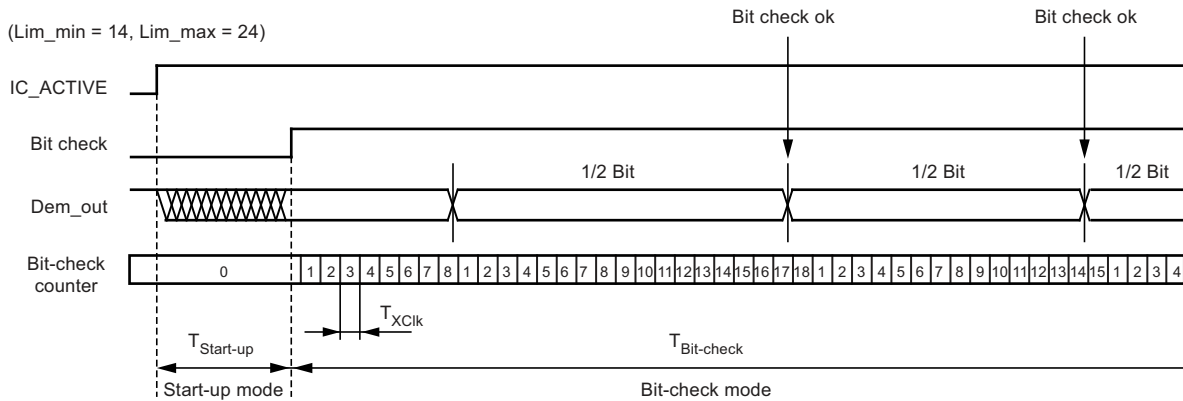 Bit check ok Bit check ok
(Lim_min = 14, Lim_max = 24)
IC_ACTIVE
Bit check
1/2 Bit 1/2 Bit 1/2 Bit
Dem_out
Bit-check
counter
0 1 2 3 4 5 6 7 8 1 2 3 4 5 6 7 8 9 10 11 12 13 14 15 16 17 18 1 2 3 4 5 6 7 8 9 10 11 12 13 14 15 1 2 3 4
TXClk
TStart-up TBit-check
Start-up mode Bit-check mode